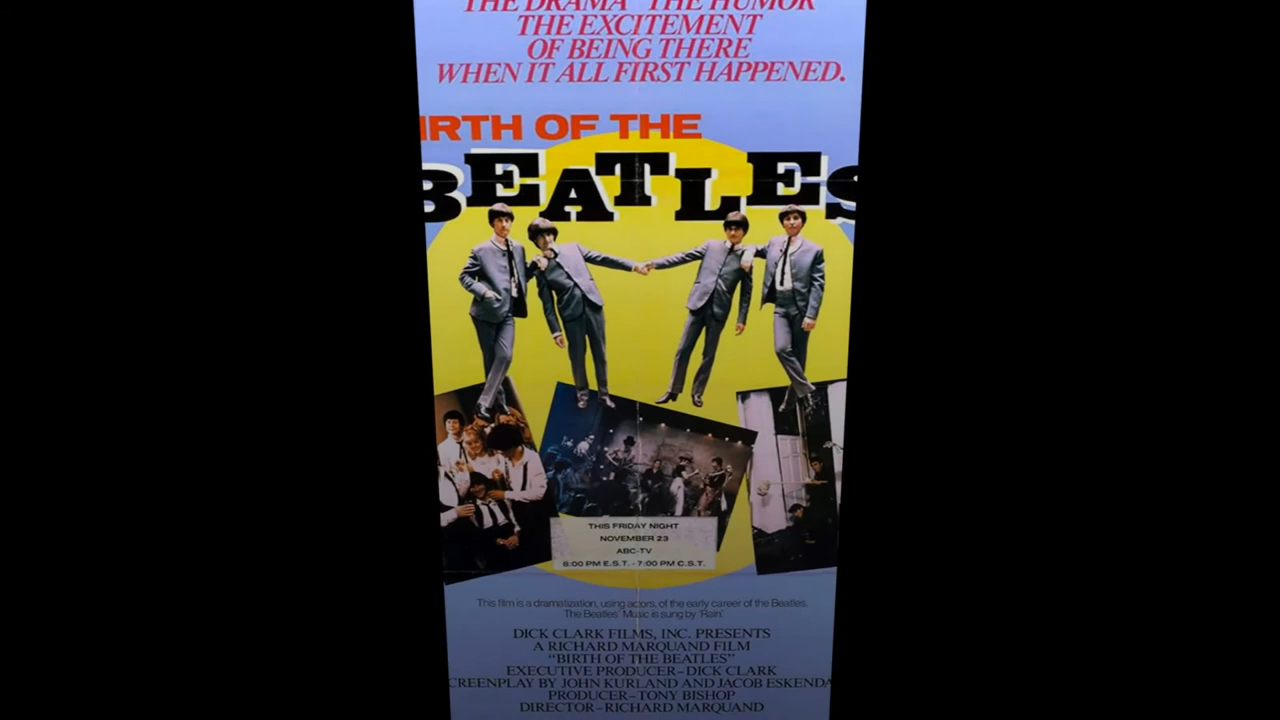 THE DRAMA THE HUMOR
THE EXCITEMENT
OF BEING THERE
WHEN IT ALL FIRST HAPPENED.
IRTH OF THE
BEATLES
THIS FRIDAY NIGHT
NOVEMBER 23
ABC-TV
8:00 PM E.S.T. - 7:00 PM C.S.T.
This film is a dramatization, using actors, of the early career of the Beatles.
The Beatles' Music is sung by 'Rain'.
DICK CLARK FILMS, INC. PRESENTS
A RICHARD MARQUAND FILM
"BIRTH OF THE BEATLES"
EXECUTIVE PRODUCER–DICK CLARK
CREENPLAY BY JOHN KURLAND AND JACOB ESKENDA
PRODUCER–TONY BISHOP
DIRECTOR–RICHARD MARQUAND